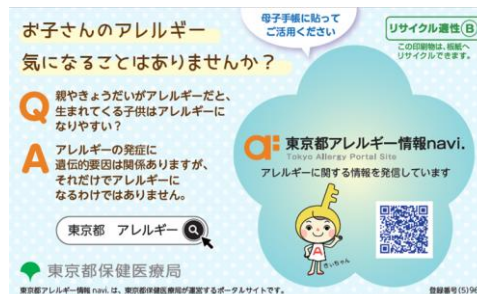 お子さんのアレルギー
気になることはありませんか？
母子手帳に貼って
ご活用ください
リサイクル適性Ⓑ
この印刷物は、板紙へ
リサイクルできます。
Q 親やきょうだいがアレルギーだと、
生まれてくる子供はアレルギーに
なりやすい？
A アレルギーの発症に
遺伝的要因は関係ありますが、
それだけでアレルギーに
なるわけではありません。
東京都 アレルギー
a: 東京都アレルギー情報navi.
Tokyo Allergy Portal Site
アレルギーに関する情報を発信しています
A
きぃちゃん
東京都保健医療局
東京都アレルギー情報 navi. は、東京都保健医療局が運営するポータルサイトです。
登録番号(5)96